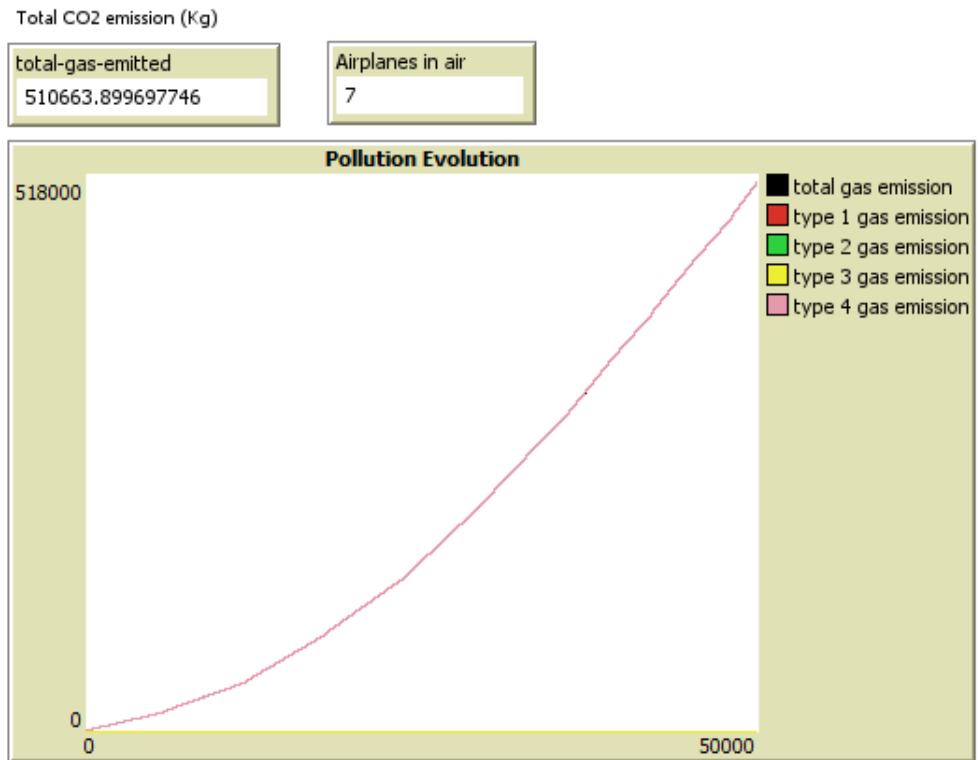 Total CO2 emission (Kg)
total-gas-emitted
510663.899697746
Airplanes in air
7
Pollution Evolution
518000
0
0
50000
total gas emission
type 1 gas emission
type 2 gas emission
type 3 gas emission
type 4 gas emission